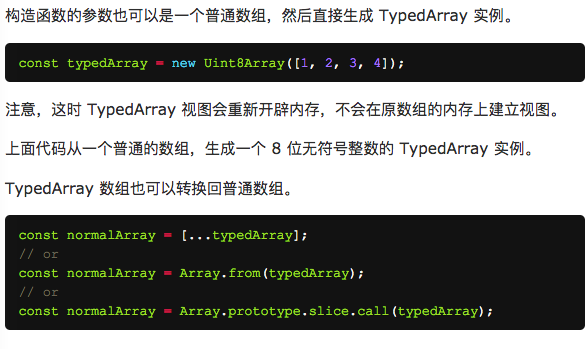 构造函数的参数也可以是一个普通数组，然后直接生成 TypedArray 实例。
const typedArray = new Uint8Array([1, 2, 3, 4]);
注意，这时 TypedArray 视图会重新开辟内存，不会在原数组的内存上建立视图。
上面代码从一个普通的数组，生成一个 8 位无符号整数的 TypedArray 实例。
TypedArray 数组也可以转换回普通数组。
const normalArray = [...typedArray];
// or
const normalArray = Array.from(typedArray);
// or
const normalArray = Array.prototype.slice.call(typedArray);